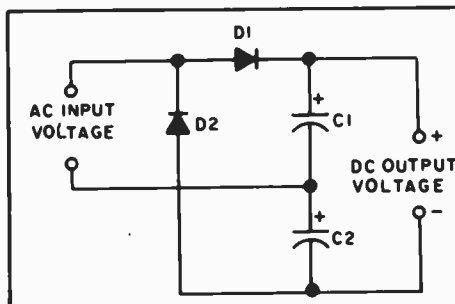 D1
AC INPUT
VOLTAGE
D2
+
C1
+
DC OUTPUT
VOLTAGE
-
+
C2